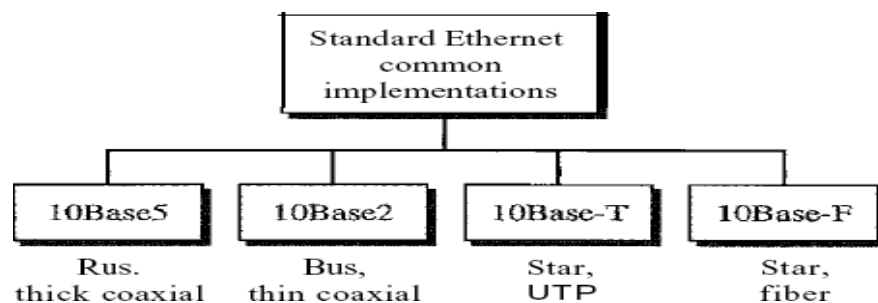 Standard Ethernet
common
implementations
10Base5
10Base2
10Base-T
10Base-F
Rus.
thick coaxial
Bus,
thin coaxial
Star,
UTP
Star,
fiber